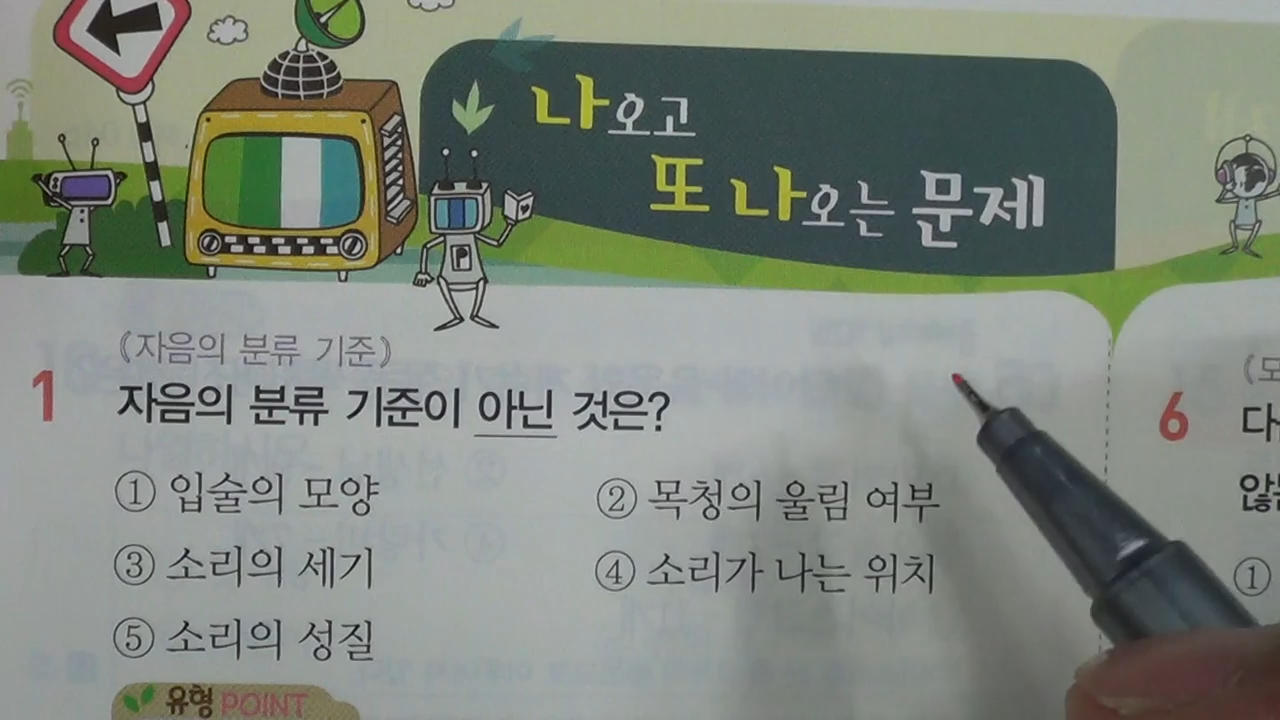 나오고
또 나오는 문제
P
《자음의 분류 기준》
1 자음의 분류 기준이 아닌 것은?
① 입술의 모양
② 목청의 울림 여부
③ 소리의 세기
④ 소리가 나는 위치
⑤ 소리의 성질
유형 POINT
6
①